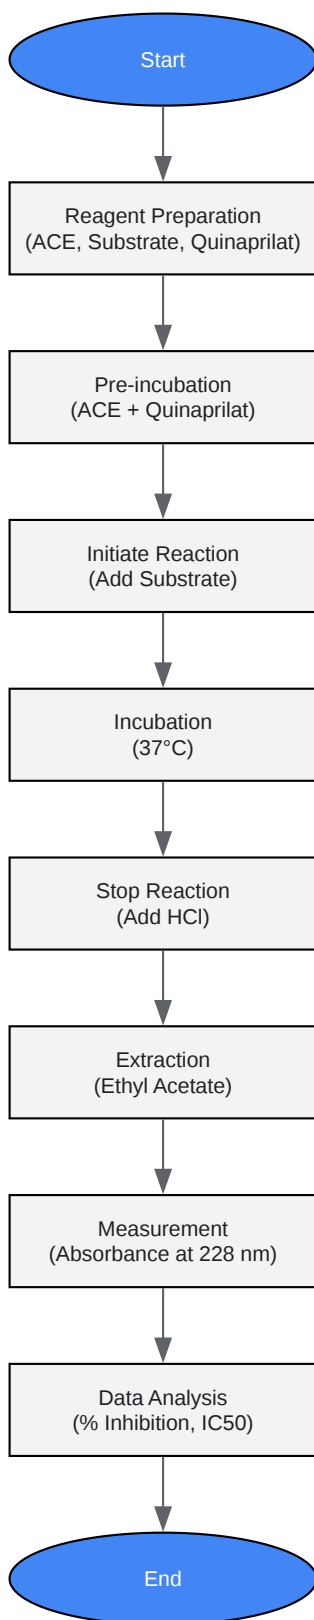 Start
Reagent Preparation
(ACE, Substrate, Quinaprilat)
Pre-incubation
(ACE + Quinaprilat)
Initiate Reaction
(Add Substrate)
Incubation
(37°C)
Stop Reaction
(Add HCl)
Extraction
(Ethyl Acetate)
Measurement
(Absorbance at 228 nm)
Data Analysis
(% Inhibition, IC50)
End